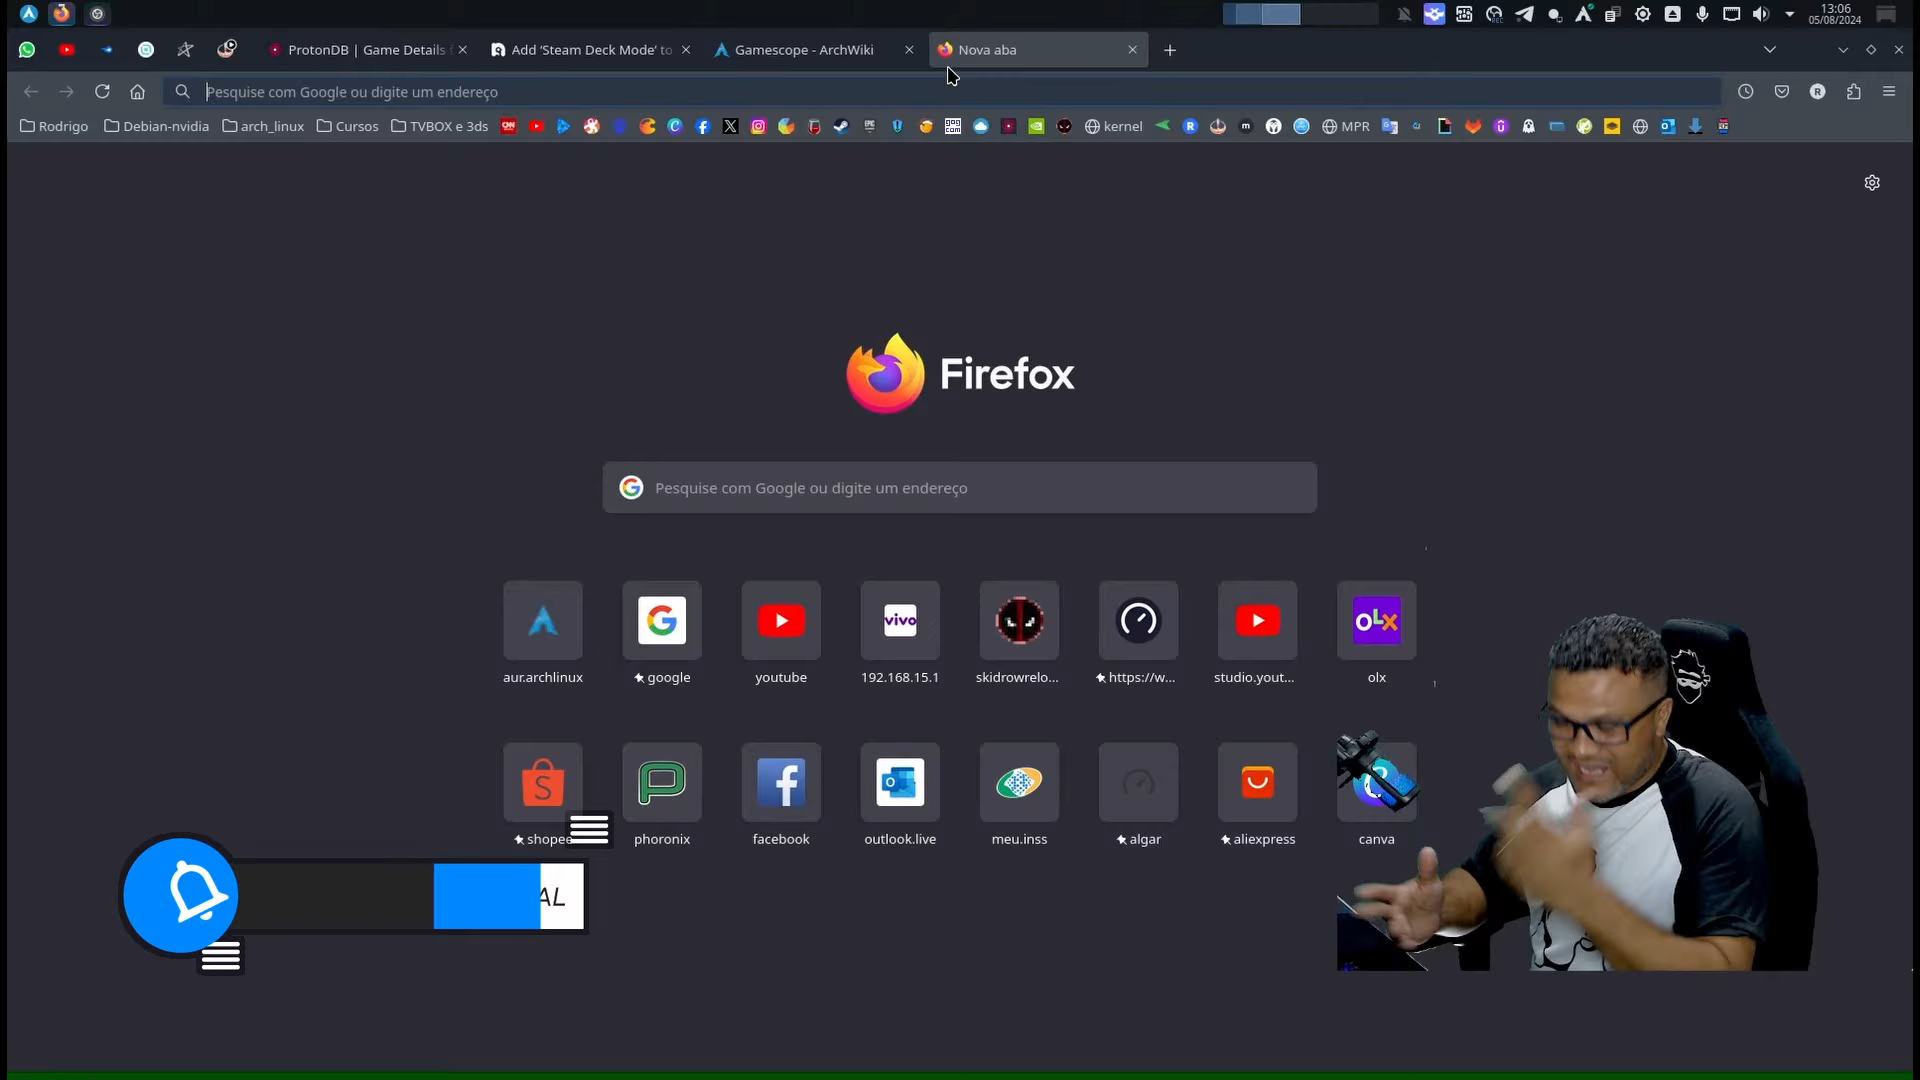 13:06
05/08/2024
ProtonDB | Game Details f
Add ‘Steam Deck Mode’ to
Gamescope - ArchWiki
Nova aba
Pesquise com Google ou digite um endereço
Rodrigo
Debian-nvidia
arch_linux
Cursos
TVBOX e 3ds
kernel
MPR
Firefox
Pesquise com Google ou digite um endereço
vivo
OLX
aur.archlinux
google
youtube
192.168.15.1
skidrowrelo...
https://w...
studio.yout...
olx
shopee
phoronix
facebook
outlook.live
meu.inss
algar
aliexpress
canva
AL